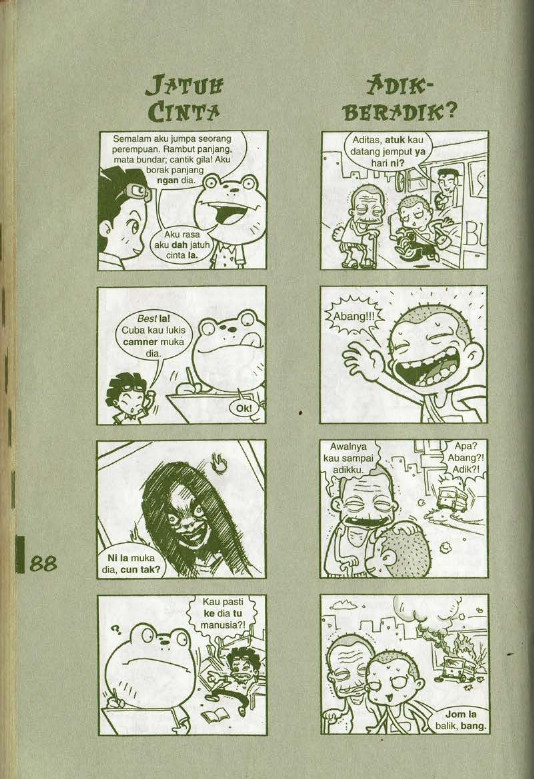 JATUH
CINTA
Semalam aku jumpa seorang
perempuan. Rambut panjang,
mata bundar; cantik gila! Aku
borak panjang
ngan dia.
Aku rasa
aku dah jatuh
cinta la.
Best la!
Cuba kau lukis
camner muka
dia.
Ok!
Ni la muka
dia, cun tak?
Kau pasti
ke dia tu
manusia?!
ADIK-
BERADIK?
Aditas, atuk kau
datang jemput ya
hari ni?
BU
Abang!!!
Awalnya
kau sampai
adikku.
Apa?
Abang?!
Adik?!
Jom la
balik, bang.
88